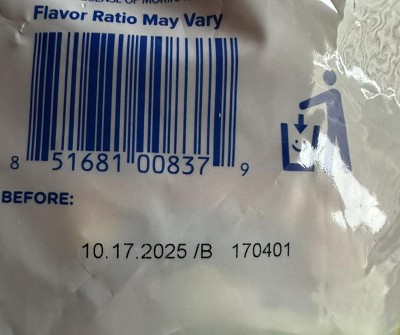 Flavor Ratio May Vary
8 51681 00837 9
BEFORE:
10.17.2025 /B 170401